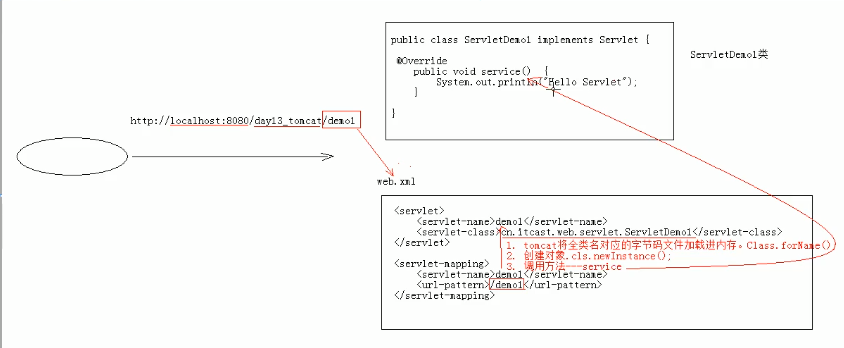 public class ServletDemo1 implements Servlet {
@Override
public void service() {
System.out.println("Hello Servlet");
}
}
ServletDemo1类
http://localhost:8080/day13_tomcat/demo1
web.xml
<servlet>
<servlet-name>demo1</servlet-name>
<servlet-class>cn.itcast.web.servlet.ServletDemo1</servlet-class>
</servlet>
1. tomcat将全类名对应的字节码文件加载进内存。Class.forName()
2. 创建对象.cls.newInstance();
3. 调用方法---service
<servlet-mapping>
<servlet-name>demo1</servlet-name>
<url-pattern>/demo1</url-pattern>
</servlet-mapping>